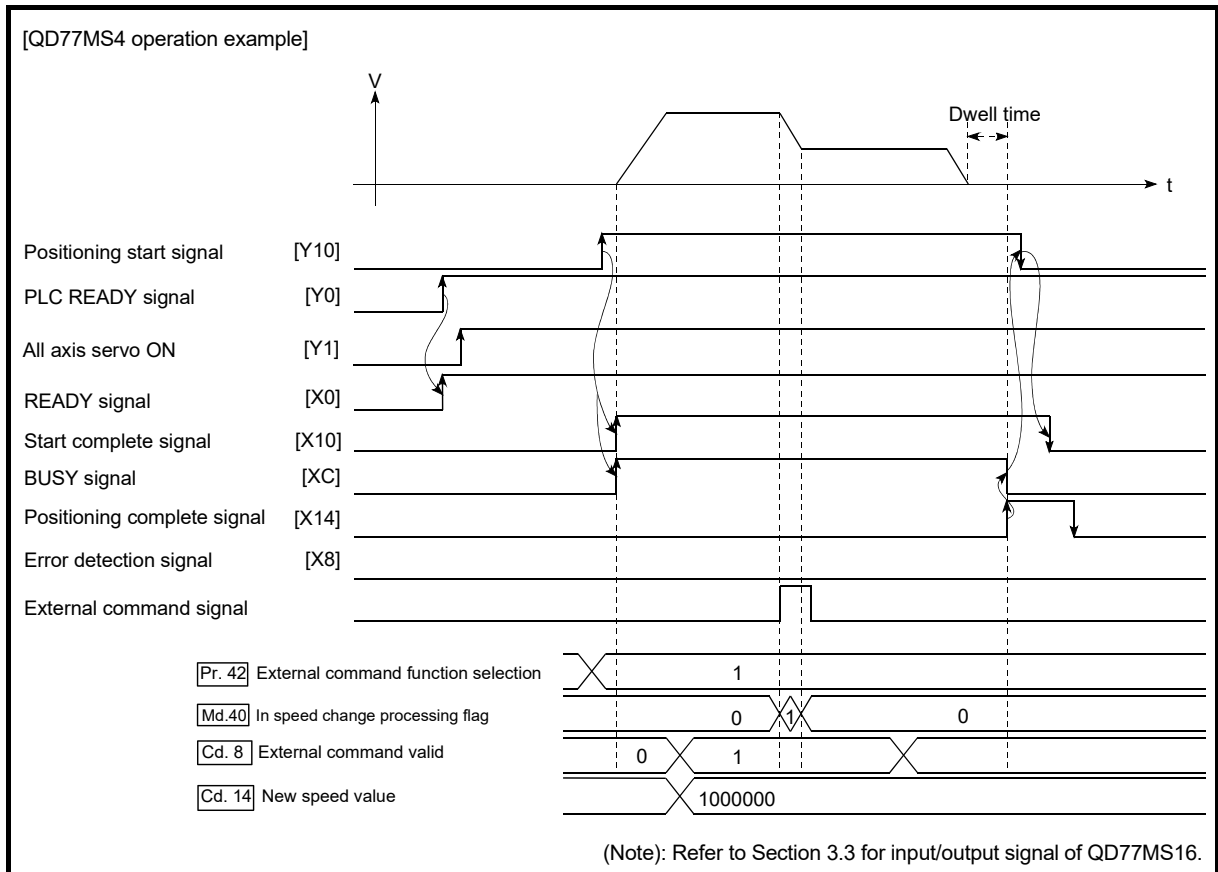 [QD77MS4 operation example]
V
Dwell time
t
Positioning start signal [Y10]
PLC READY signal [Y0]
All axis servo ON [Y1]
READY signal [X0]
Start complete signal [X10]
BUSY signal [XC]
Positioning complete signal [X14]
Error detection signal [X8]
External command signal
Pr. 42 External command function selection 1
Md.40 In speed change processing flag 0 1 0
Cd. 8 External command valid 0 1
Cd. 14 New speed value 1000000
(Note): Refer to Section 3.3 for input/output signal of QD77MS16.